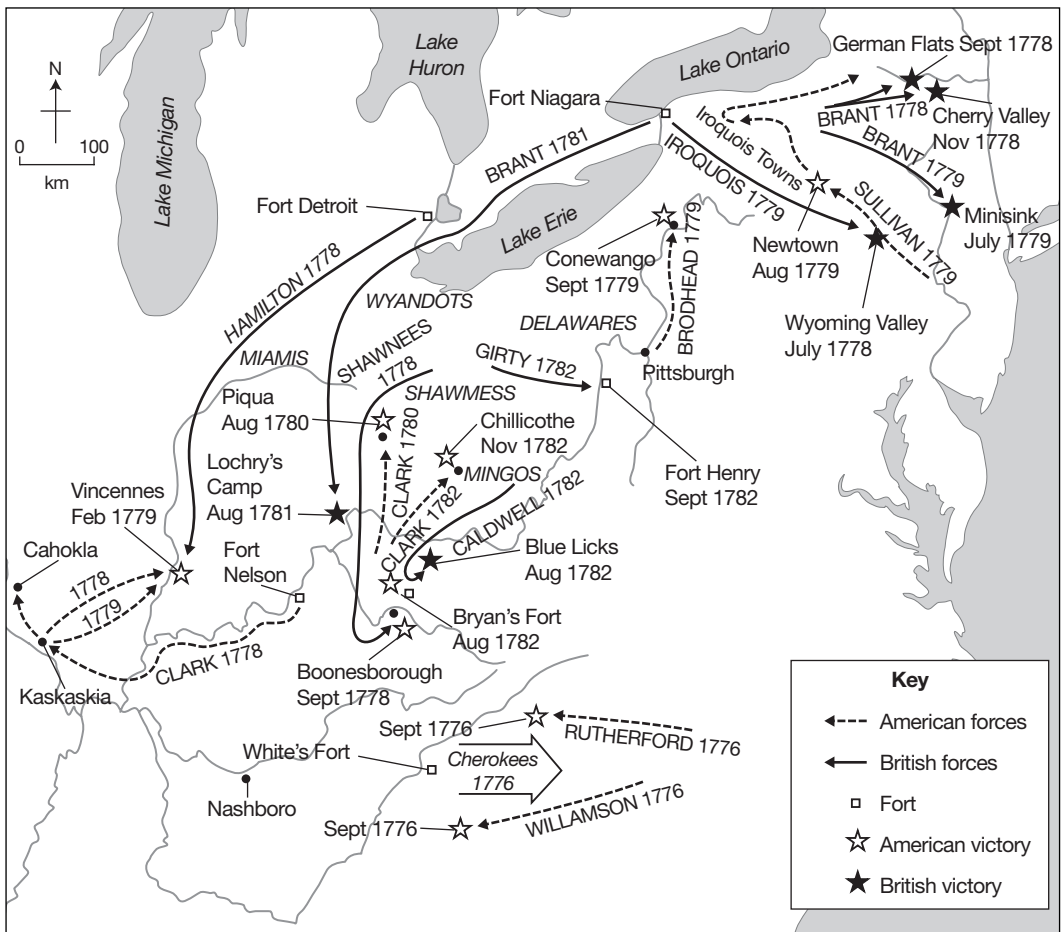 Lake
Huron
Lake Ontario
German Flats Sept 1778
N
0 100
km
Lake Michigan
Fort Niagara
BRANT 1778
Cherry Valley
Nov 1778
BRANT 1781
Iroquois Towns
IROQUOIS 1779
BRANT 1779
Fort Detroit
Lake Erie
SULLIVAN 1779
Minisink
July 1779
Newtown
Aug 1779
Conewango
Sept 1779
BRODHEAD 1779
HAMILTON 1778
WYANDOTS
DELAWARES
Wyoming Valley
July 1778
MIAMIS
SHAWNEES
1778
GIRTY 1782
Pittsburgh
SHAWMESS
Piqua
Aug 1780
CLARK 1780
Chillicothe
Nov 1782
MINGOS
Fort Henry
Sept 1782
Lochry's
Camp
Aug 1781
Vincennes
Feb 1779
CLARK 1782
CALDWELL 1782
Cahokla
Fort
Nelson
Blue Licks
Aug 1782
1778
1779
Bryan's Fort
Aug 1782
CLARK 1778
Kaskaskia
Boonesborough
Sept 1778
Sept 1776
RUTHERFORD 1776
White's Fort
Cherokees
1776
Nashboro
Sept 1776
WILLAMSON 1776
Key
American forces
British forces
Fort
American victory
British victory